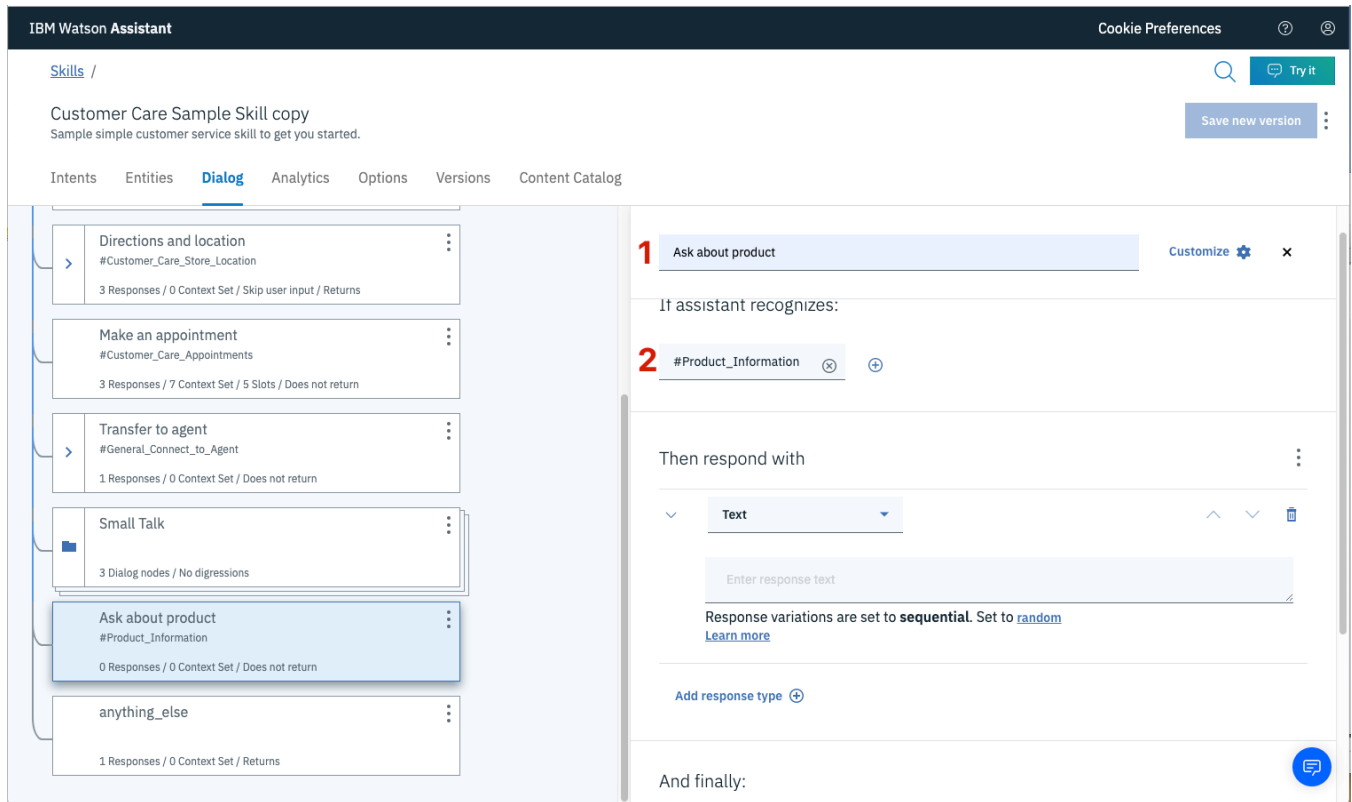 IBM Watson Assistant
Cookie Preferences
Skills /
Try it
Customer Care Sample Skill copy
Sample simple customer service skill to get you started.
Save new version
Intents Entities Dialog Analytics Options Versions Content Catalog
Directions and location
#Customer_Care_Store_Location
3 Responses / 0 Context Set / Skip user input / Returns
Make an appointment
#Customer_Care_Appointments
3 Responses / 7 Context Set / 5 Slots / Does not return
Transfer to agent
#General_Connect_to_Agent
1 Responses / 0 Context Set / Does not return
Small Talk
3 Dialog nodes / No digressions
Ask about product
#Product_Information
0 Responses / 0 Context Set / Does not return
anything_else
1 Responses / 0 Context Set / Returns
1 Ask about product
Customize
If assistant recognizes:
2 #Product_Information
Then respond with
Text
Enter response text
Response variations are set to sequential. Set to random
Learn more
Add response type
And finally: